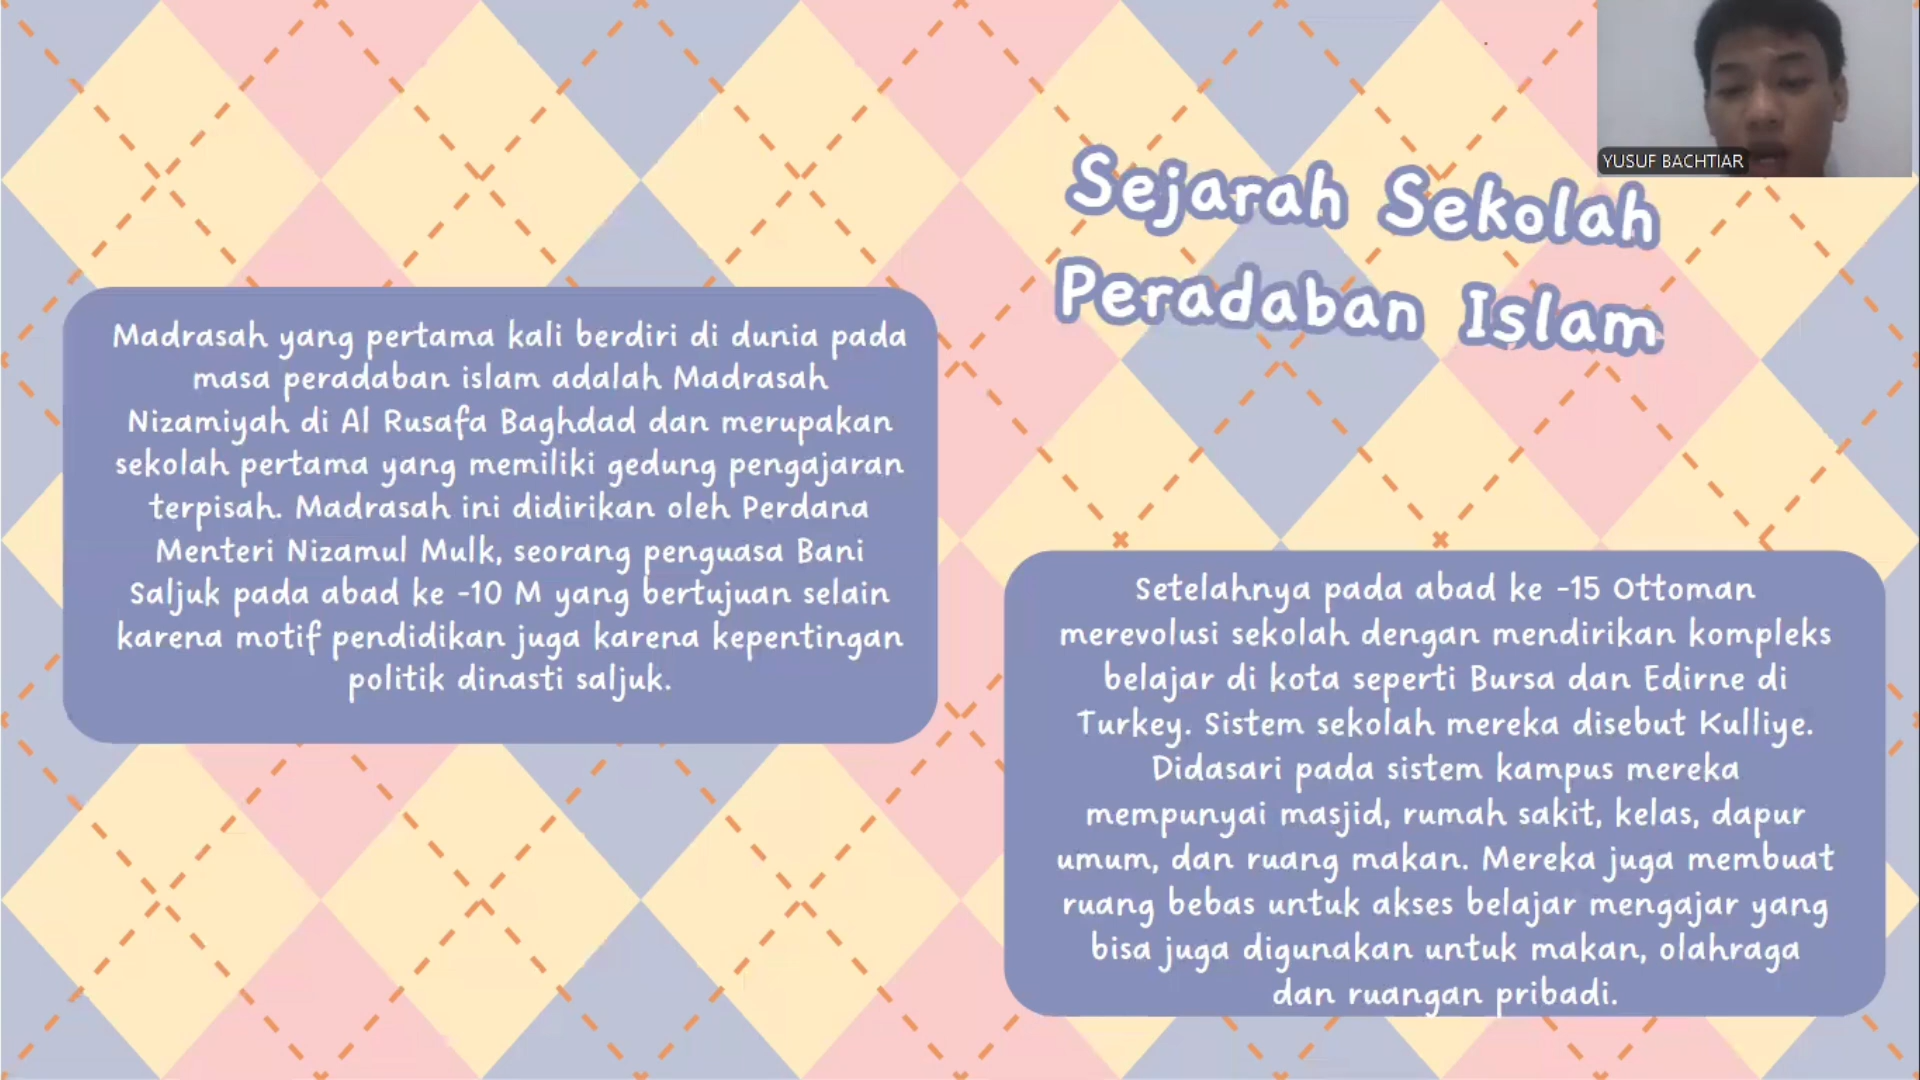 YUSUF BACHTIAR
Sejarah Sekolah
Peradaban Islam
Madrasah yang pertama kali berdiri di dunia pada
masa peradaban islam adalah Madrasah
Nizamiyah di Al Rusafa Baghdad dan merupakan
sekolah pertama yang memiliki gedung pengajaran
terpisah. Madrasah ini didirikan oleh Perdana
Menteri Nizamul Mulk, seorang penguasa Bani
Saljuk pada abad ke -10 M yang bertujuan selain
karena motif pendidikan juga karena kepentingan
politik dinasti saljuk.
Setelahnya pada abad ke -15 Ottoman
merevolusi sekolah dengan mendirikan kompleks
belajar di kota seperti Bursa dan Edirne di
Turkey. Sistem sekolah mereka disebut Kulliye.
Didasari pada sistem kampus mereka
mempunyai masjid, rumah sakit, kelas, dapur
umum, dan ruang makan. Mereka juga membuat
ruang bebas untuk akses belajar mengajar yang
bisa juga digunakan untuk makan, olahraga
dan ruangan pribadi.